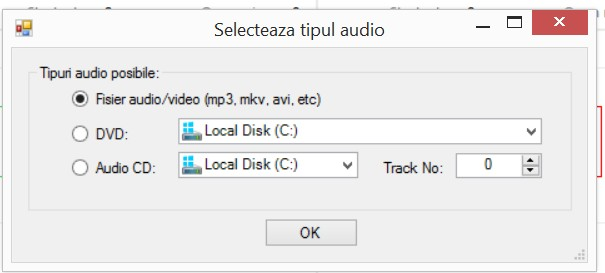 Selecteaza tipul audio
Tipuri audio posibile:
Fisier audio/video (mp3, mkv, avi, etc)
DVD: Local Disk (C:)
Audio CD: Local Disk (C:) Track No: 0
OK